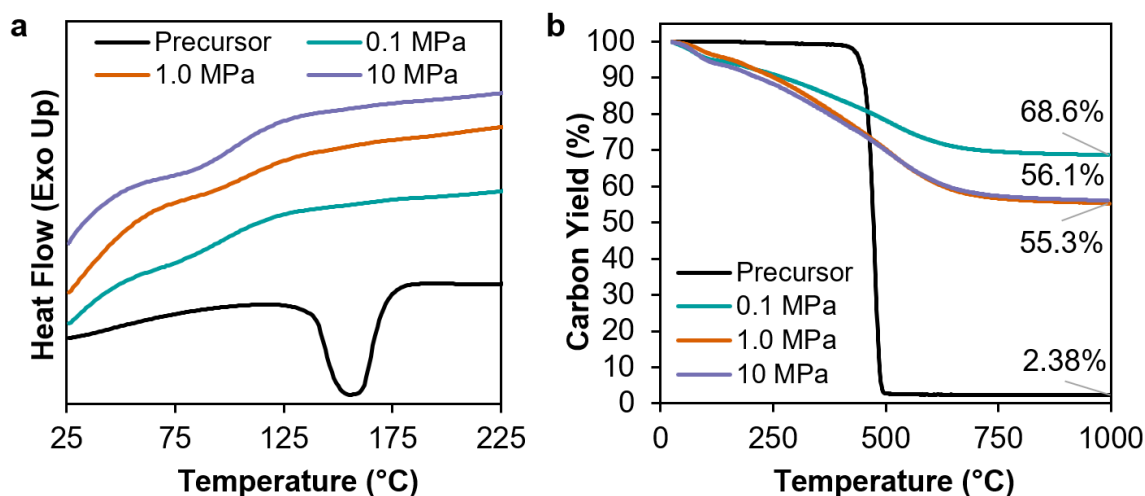 a
Precursor
0.1 MPa
1.0 MPa
10 MPa
Heat Flow (Exo Up)
25
75
125
175
225
Temperature (°C)
b
100
90
80
70
60
50
40
30
20
10
0
Carbon Yield (%)
68.6%
56.1%
55.3%
2.38%
Precursor
0.1 MPa
1.0 MPa
10 MPa
0
250
500
750
1000
Temperature (°C)